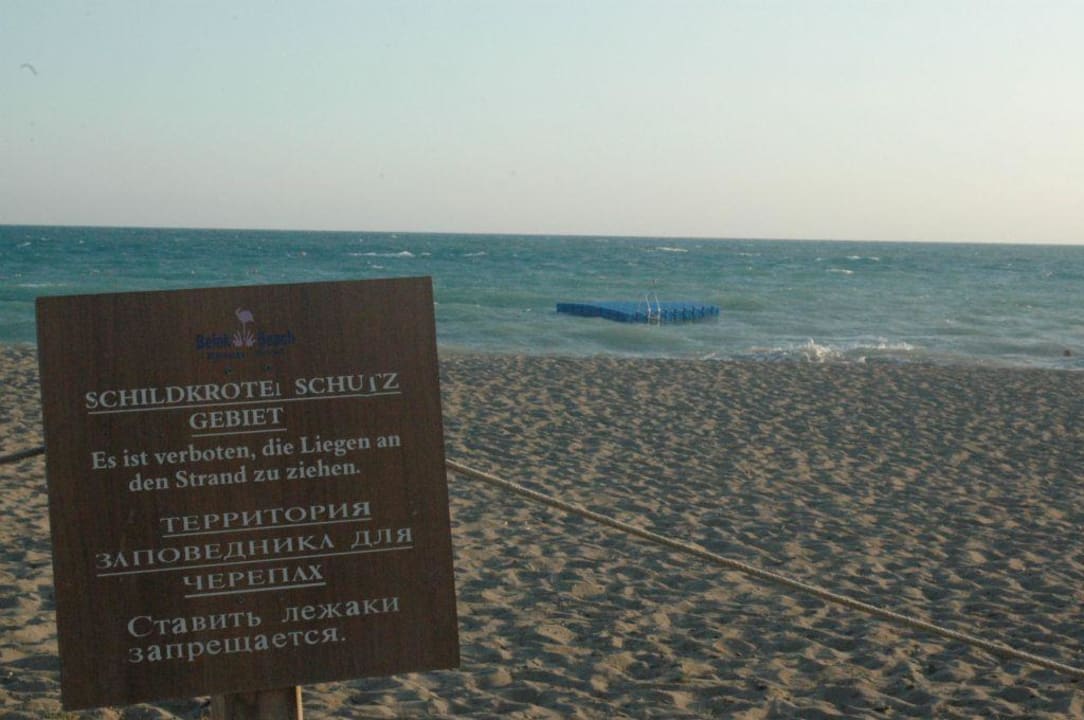 Belek Beach
SCHILDKROTEI SCHUTZ
GEBIET
Es ist verboten, die Liegen an
den Strand zu ziehen.
ТЕРРИТОРИЯ
ЗАПОВЕДНИКА ДЛЯ
ЧЕРЕПАХ
Ставить лежаки
запрещается.